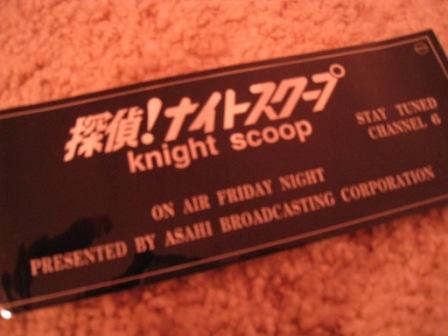 探偵!ナイトスクープ
knight scoop
STAY TUNED
CHANNEL 6
ON AIR FRIDAY NIGHT
PRESENTED BY ASAHI BROADCASTING CORPORATION